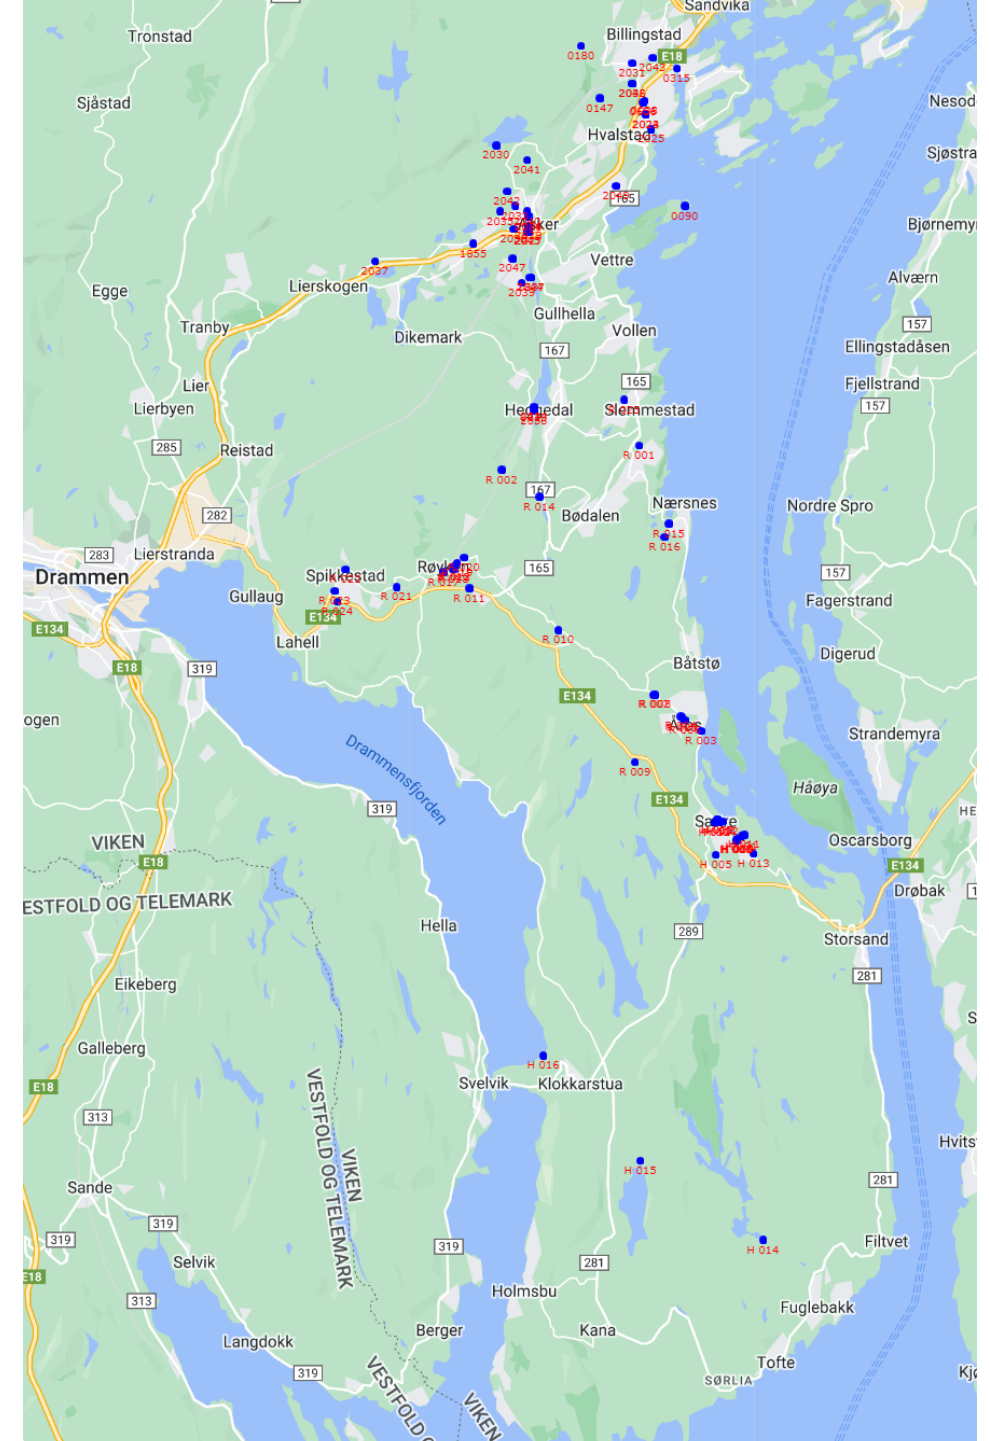 Sandvika
Tronstad
Billingstad
0180
E18
2043
2031
0315
Sjåstad
0147
Nesod
Hvalstad
2025
Sjøstra
2030
2041
2042
165
0090
Bjørnemy
Asker
1855
Vettre
2047
2037
Lierskogen
Alværn
Egge
2039
Gullhella
Tranby
Vollen
157
Dikemark
167
Ellingstadåsen
165
Lier
Fjellstrand
Lierbyen
157
Heggedal
Slemmestad
285
R 001
Reistad
R 002
167
R 014
Nærsnes
Nordre Spro
282
Bødalen
R 015
R 016
283
Lierstranda
Drammen
Røyken
165
157
Spikkestad
R 021
R 011
Gullaug
R 023
R 024
Fagerstrand
E134
E134
R 010
Lahell
Digerud
E18
319
Båtstø
E134
ogen
R 003
Strandemyra
Drammensfjorden
R 009
Håøya
E134
319
HE
Sætre
VIKEN
Oscarsborg
E18
H 005
H 013
E134
Drøbak
ESTFOLD OG TELEMARK
Hella
289
Storsand
281
Eikeberg
S
Galleberg
H 016
E18
Svelvik
Klokkarstua
313
VESTFOLD OG TELEMARK
VIKEN
Hvits
H 015
281
Sande
319
319
H 014
Filtvet
319
Selvik
281
E18
Holmsbu
313
Fuglebakk
Berger
Kana
Langdokk
Tofte
319
SØRLIA
VESTFOLD O
VIKEN
Kjø